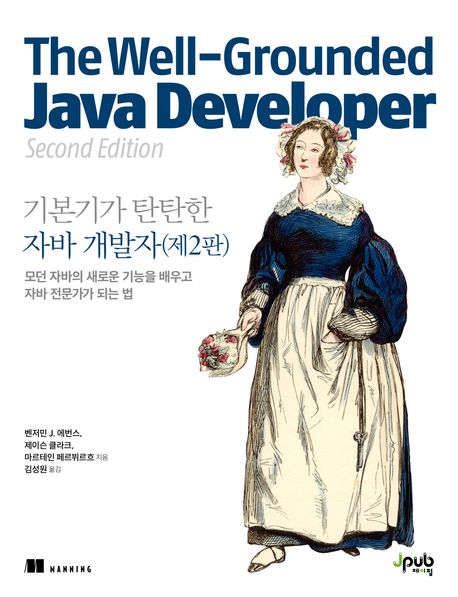 The Well-Grounded
Java Developer
Second Edition
기본기가 탄탄한
자바 개발자(제2판)
모던 자바의 새로운 기능을 배우고
자바 전문가가 되는 법
벤저민 J. 에번스,
제이슨 클라크,
마르테인 페르뷔르흐 지음
김성원 옮김
MANNING
Jpub
제이펍